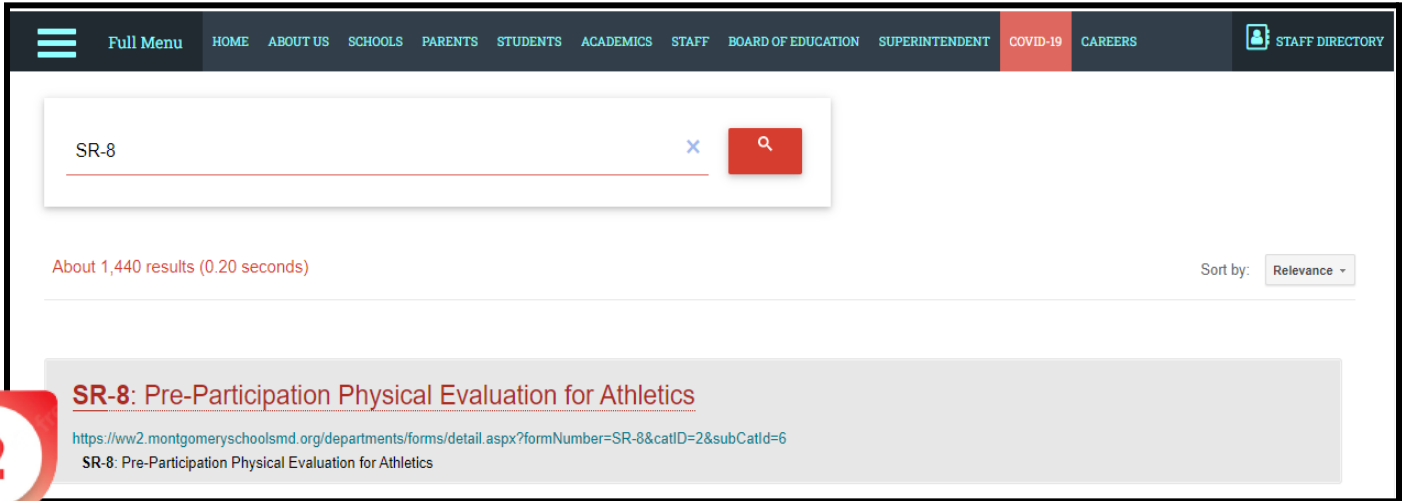 Full Menu HOME ABOUT US SCHOOLS PARENTS STUDENTS ACADEMICS STAFF BOARD OF EDUCATION SUPERINTENDENT COVID-19 CAREERS STAFF DIRECTORY
SR-8
About 1,440 results (0.20 seconds) Sort by: Relevance
SR-8: Pre-Participation Physical Evaluation for Athletics
https://ww2.montgomeryschoolsmd.org/departments/forms/detail.aspx?formNumber=SR-8&catID=2&subCatId=6
SR-8: Pre-Participation Physical Evaluation for Athletics
2